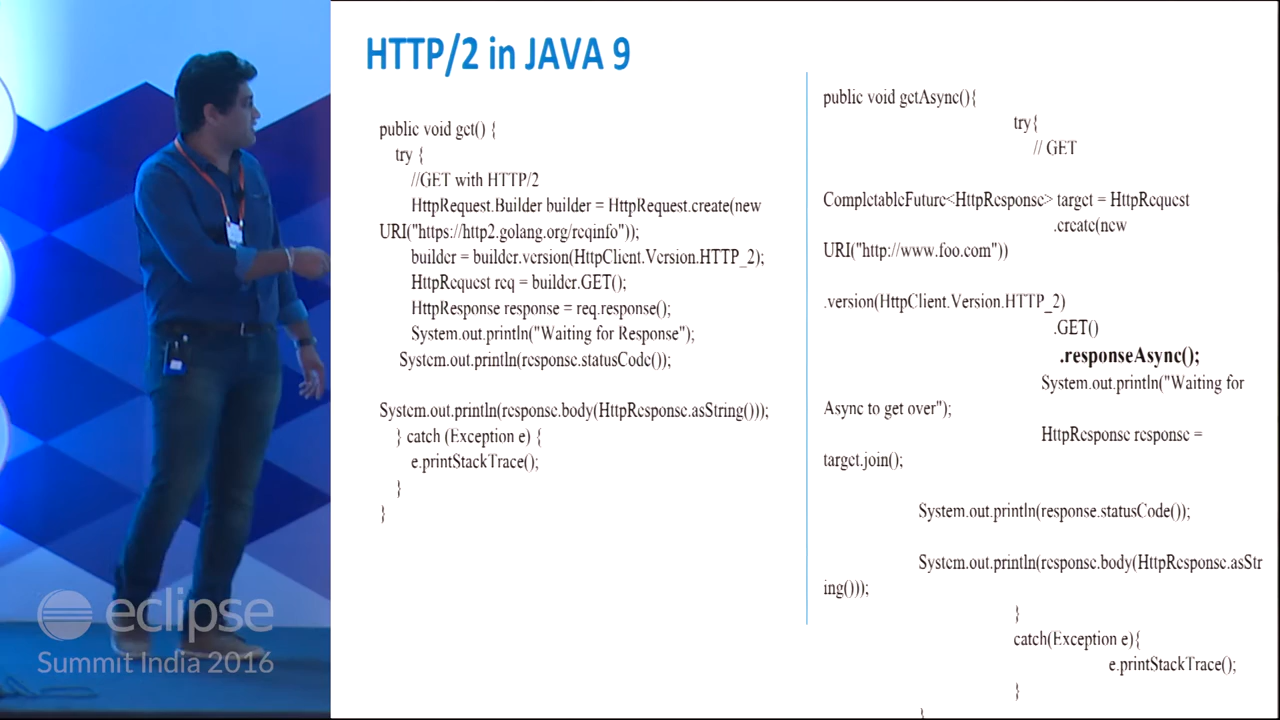 HTTP/2 in JAVA 9
public void get() {
try {
//GET with HTTP/2
HttpRequest.Builder builder = HttpRequest.create(new
URI("https://http2.golang.org/reqinfo"));
builder = builder.version(HttpClient.Version.HTTP_2);
HttpRequest req = builder.GET();
HttpResponse response = req.response();
System.out.println("Waiting for Response");
System.out.println(response.statusCode());
System.out.println(response.body(HttpResponse.asString()));
} catch (Exception e) {
e.printStackTrace();
}
}
public void getAsync(){
try{
// GET
CompletableFuture<HttpResponse> target = HttpRequest
.create(new
URI("http://www.foo.com"))
.version(HttpClient.Version.HTTP_2)
.GET()
.responseAsync();
System.out.println("Waiting for
Async to get over");
HttpResponse response =
target.join();
System.out.println(response.statusCode());
System.out.println(response.body(HttpResponse.asStr
ing()));
}
catch(Exception e){
e.printStackTrace();
}
}
eclipse
Summit India 2016